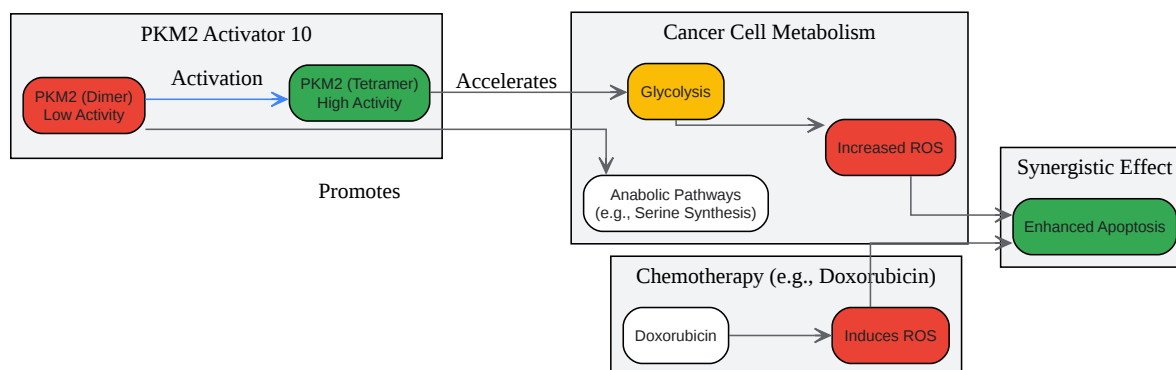 PKM2 Activator 10
PKM2 (Dimer)
Low Activity
Activation
PKM2 (Tetramer)
High Activity
Accelerates
Promotes
Cancer Cell Metabolism
Glycolysis
Increased ROS
Anabolic Pathways
(e.g., Serine Synthesis)
Synergistic Effect
Enhanced Apoptosis
Chemotherapy (e.g., Doxorubicin)
Doxorubicin
Induces ROS